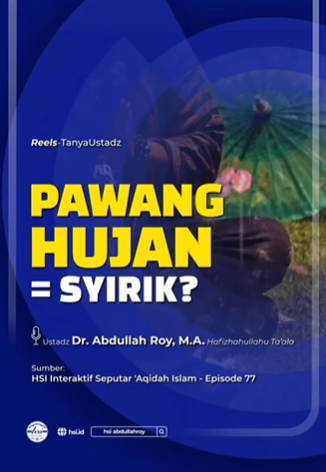 Reels-TanyaUstadz
PAWANG
HUJAN
= SYIRIK?
Ustadz Dr. Abdullah Roy, M.A. Hafizhahullahu Ta'ala
Sumber:
HSI Interaktif Seputar 'Aqidah Islam - Episode 77
hsi.id
hsi abdullahroy